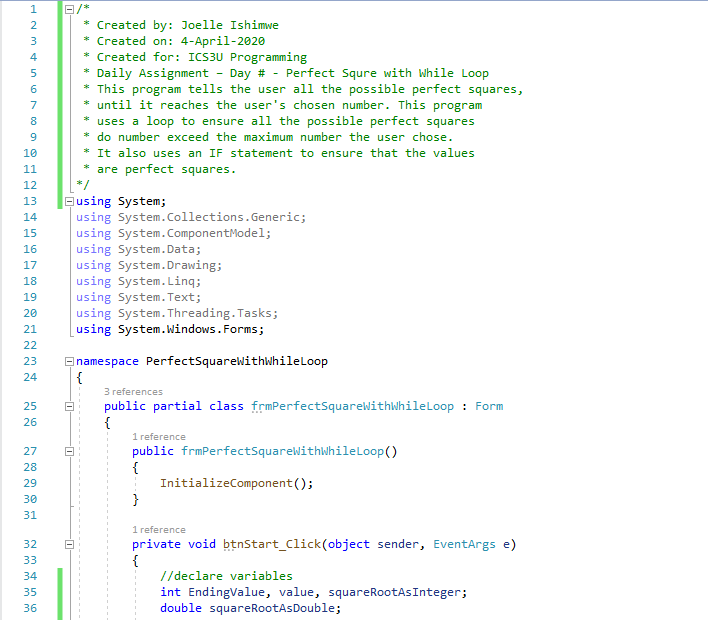 1 /*
2 * Created by: Joelle Ishimwe
3 * Created on: 4-April-2020
4 * Created for: ICS3U Programming
5 * Daily Assignment – Day # - Perfect Squre with While Loop
6 * This program tells the user all the possible perfect squares,
7 * until it reaches the user's chosen number. This program
8 * uses a loop to ensure all the possible perfect squares
9 * do number exceed the maximum number the user chose.
10 * It also uses an IF statement to ensure that the values
11 * are perfect squares.
12 */
13 using System;
14 using System.Collections.Generic;
15 using System.ComponentModel;
16 using System.Data;
17 using System.Drawing;
18 using System.Linq;
19 using System.Text;
20 using System.Threading.Tasks;
21 using System.Windows.Forms;
22
23 namespace PerfectSquareWithWhileLoop
24 {
3 references
25 public partial class frmPerfectSquareWithWhileLoop : Form
26 {
1 reference
27 public frmPerfectSquareWithWhileLoop()
28 {
29 InitializeComponent();
30 }
31
1 reference
32 private void btnStart_Click(object sender, EventArgs e)
33 {
34 //declare variables
35 int EndingValue, value, squareRootAsInteger;
36 double squareRootAsDouble;